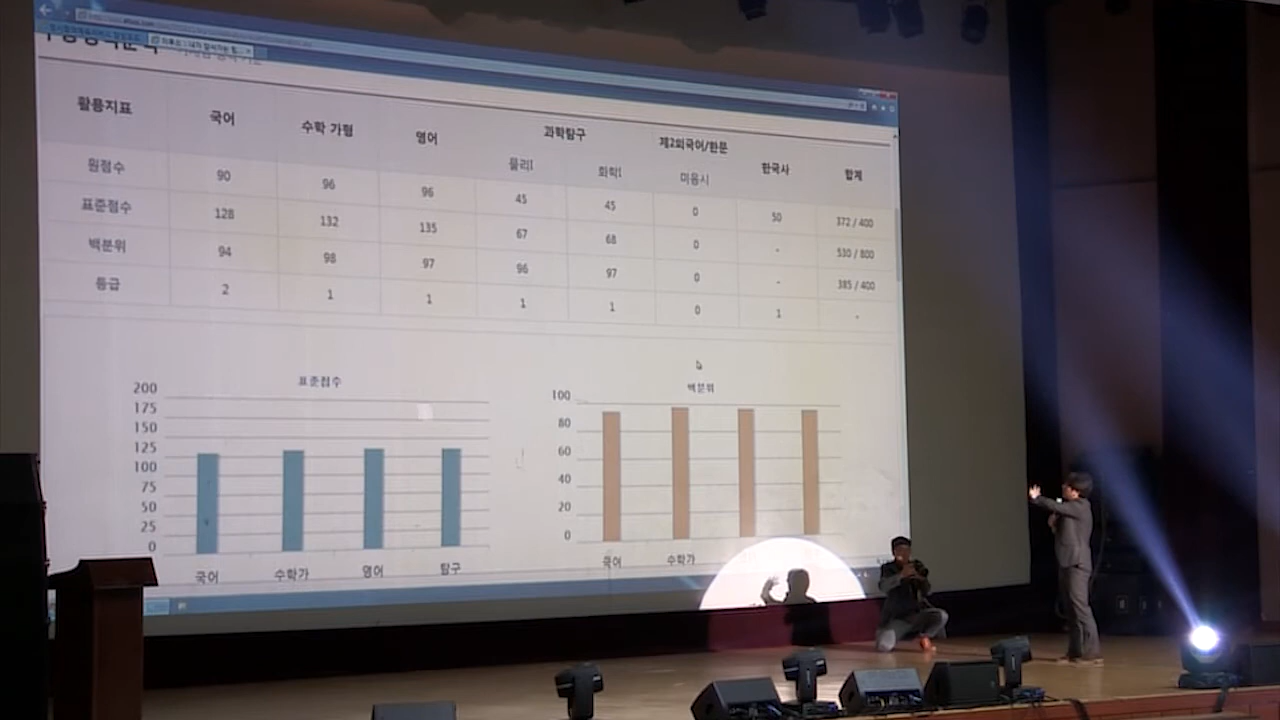 활용지표 국어 수학 가형 영어 과학탐구 제2외국어/한문 한국사 합계
물리I 화학I 미응시
원점수 90 96 96 45 45 0 50 372 / 400
표준점수 128 132 135 67 68 0 - 530 / 800
백분위 94 98 97 96 97 0 - 385 / 400
등급 2 1 1 1 1 0 1 -
표준점수
200
175
150
125
100
75
50
25
0
국어 수학가 영어 탐구
백분위
100
80
60
40
20
0
국어 수학가